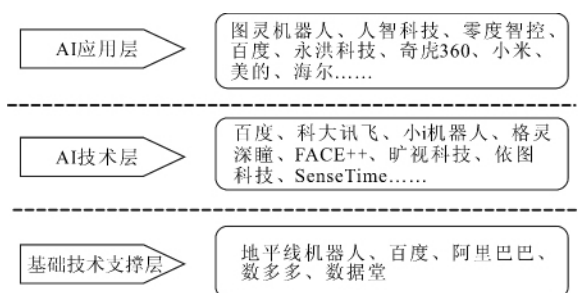 AI应用层
图灵机器人、人智科技、零度智控、
百度、永洪科技、奇虎360、小米、
美的、海尔……
AI技术层
百度、科大讯飞、小i机器人、格灵
深瞳、FACE++、旷视科技、依图
科技、SenseTime……
基础技术支撑层
地平线机器人、百度、阿里巴巴、
数多多、数据堂